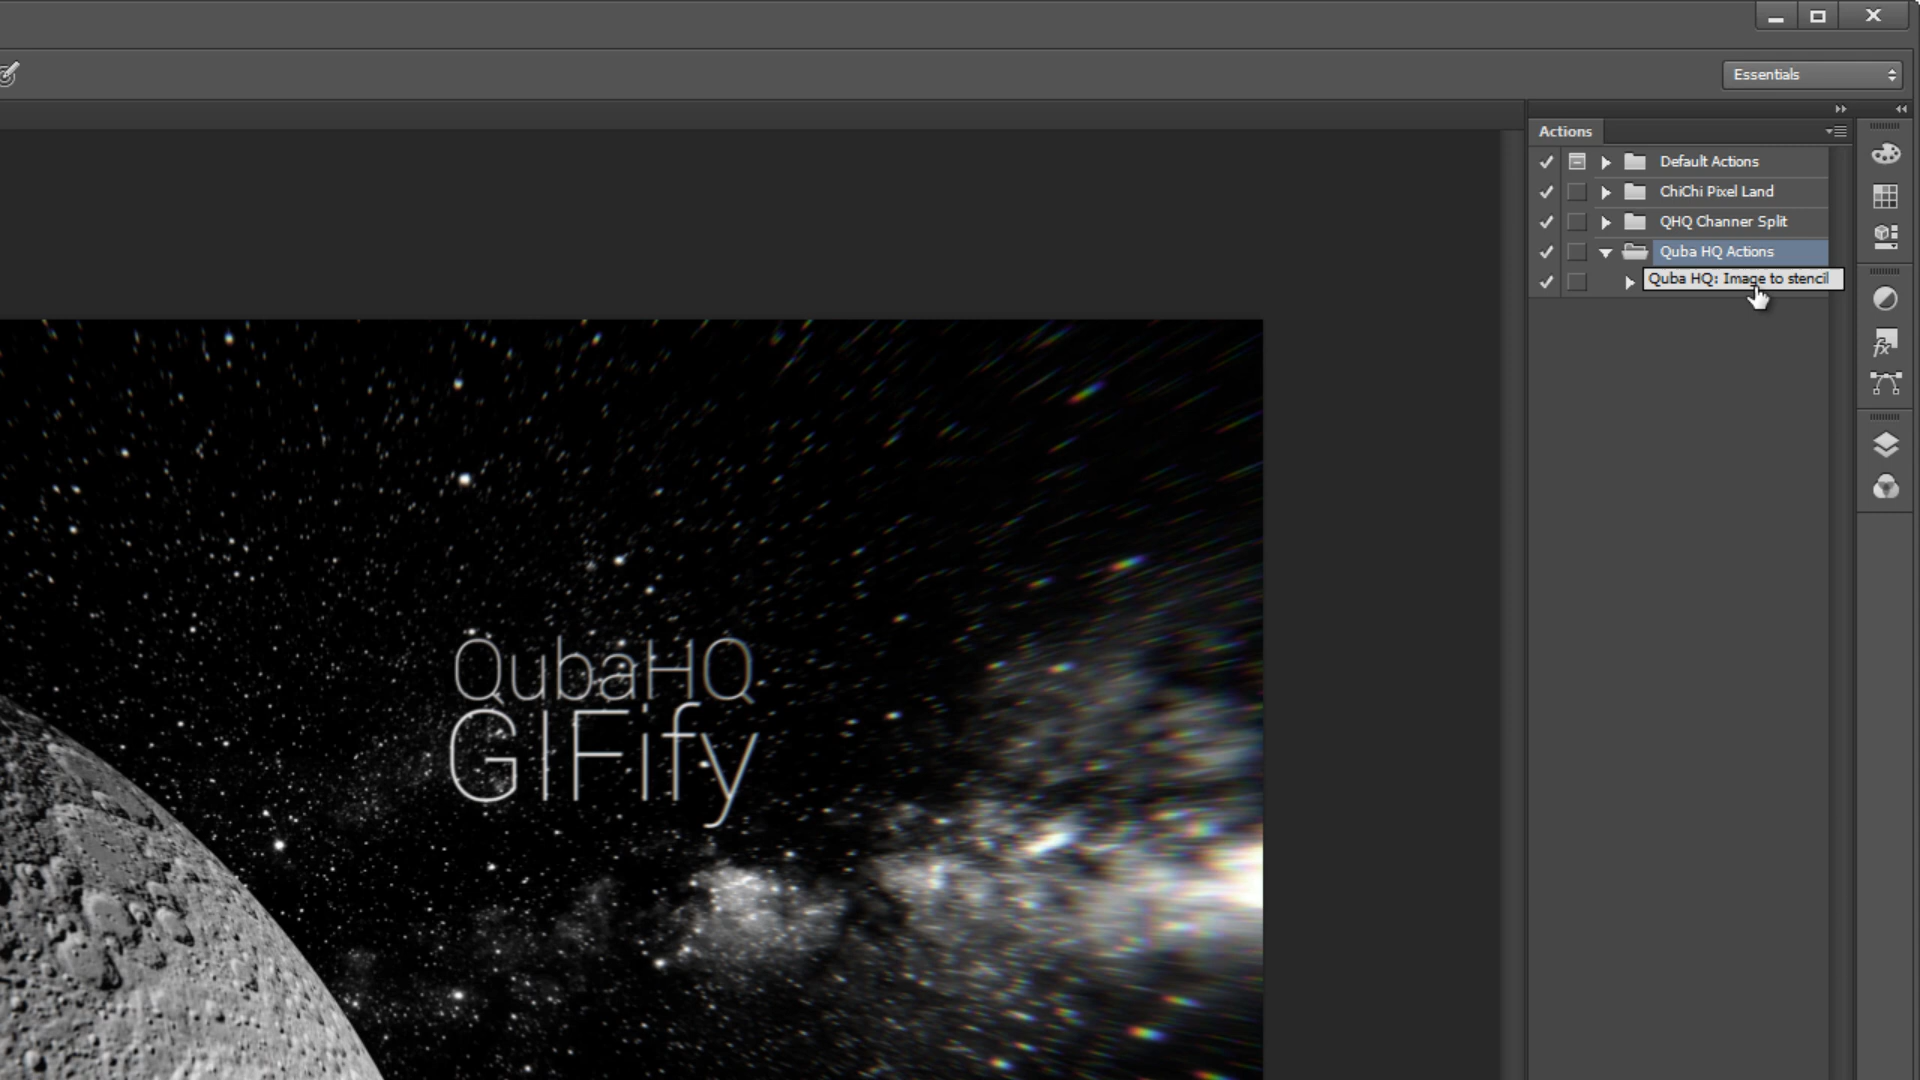 Essentials
Actions
Default Actions
ChiChi Pixel Land
QHQ Channer Split
Quba HQ Actions
Quba HQ: Image to stencil
fx
QubaHQ
GIFify